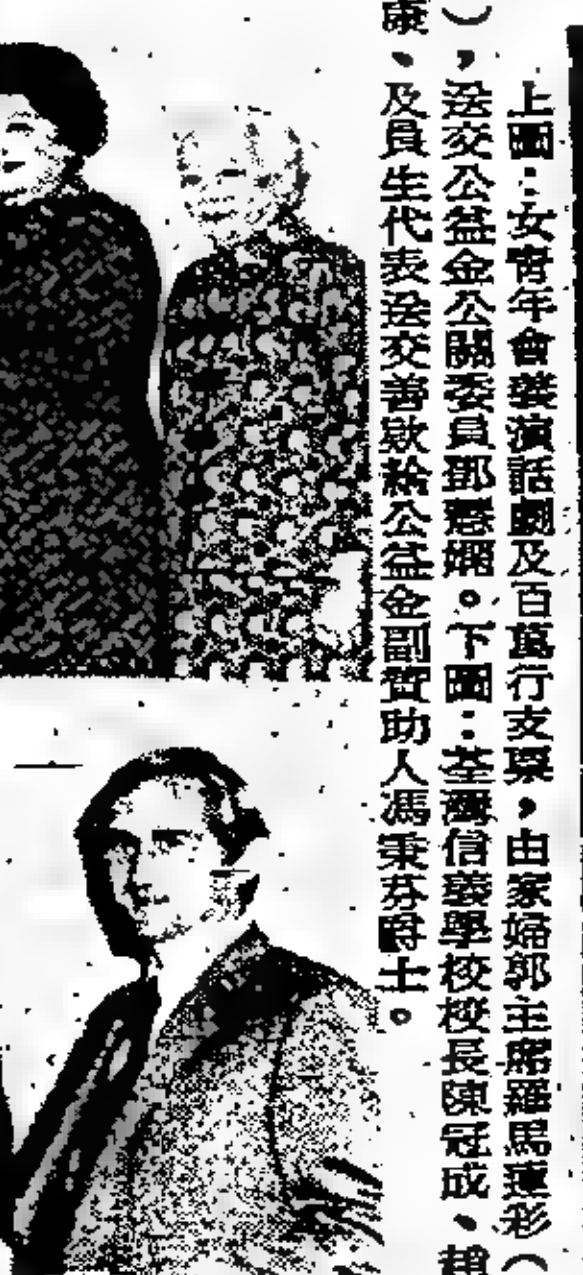 上圖：女青年會義演話劇及百萬行支票，由家婦郭主席羅馬蓮彩（
），送交公益金公關委員鄧嫻。下圖：荃灣信義學校校長陳冠成、趙
康、及員生代表送交善款給公益金副贊助人馮秉芬爵士。